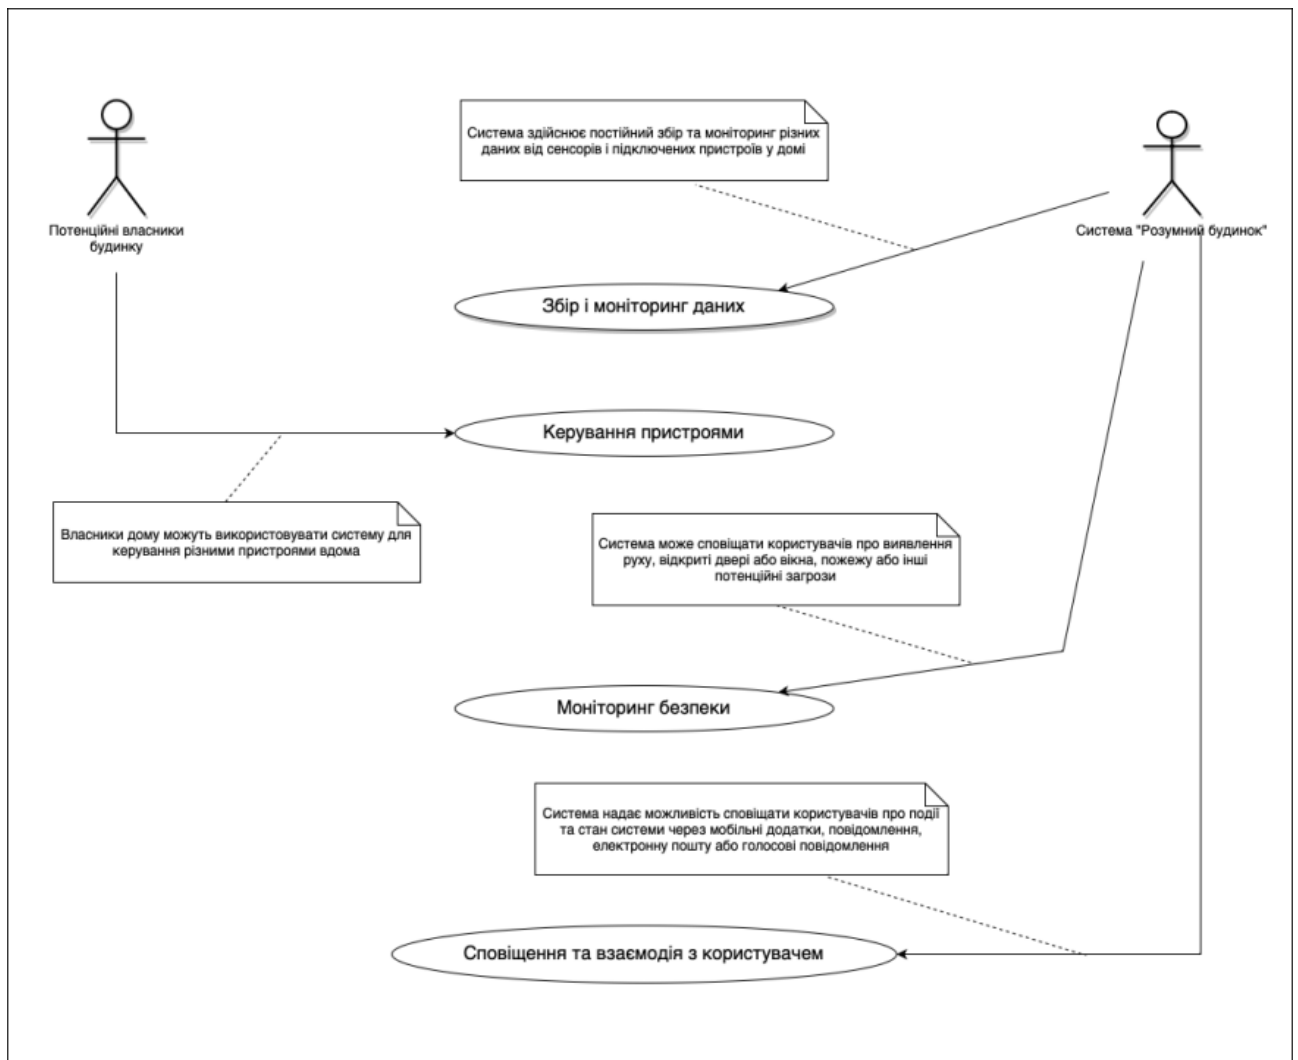 Система здійснює постійний збір та моніторинг різних
даних від сенсорів і підключених пристроїв у домі
Потенційні власники
будинку
Система "Розумний будинок"
Збір і моніторинг даних
Керування пристроями
Власники дому можуть використовувати систему для
керування різними пристроями вдома
Система може сповіщати користувачів про виявлення
руху, відкриті двері або вікна, пожежу або інші
потенційні загрози
Моніторинг безпеки
Система надає можливість сповіщати користувачів про події
та стан системи через мобільні додатки, повідомлення,
електронну пошту або голосові повідомлення
Сповіщення та взаємодія з користувачем